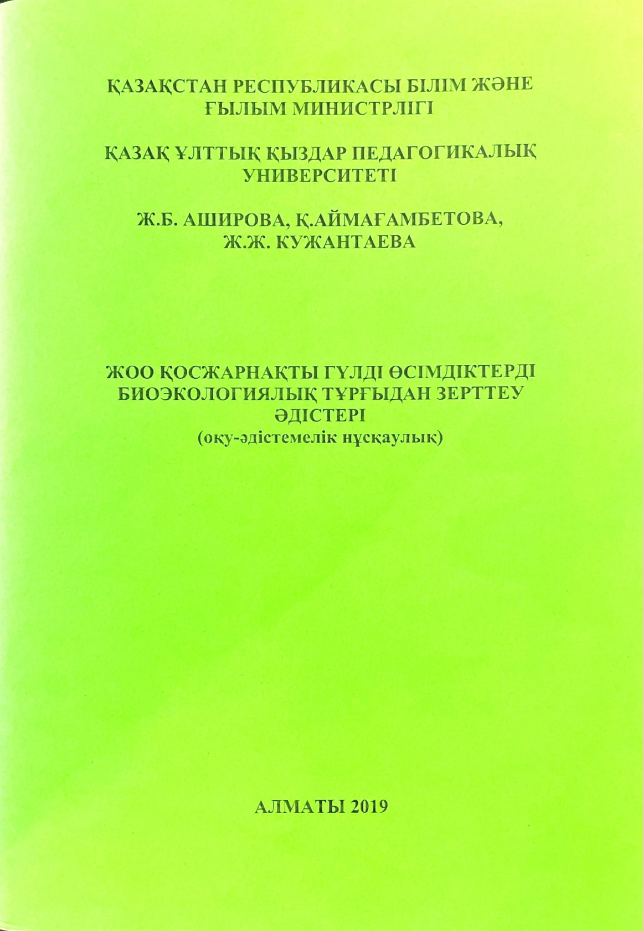 ҚАЗАҚСТАН РЕСПУБЛИКАСЫ БІЛІМ ЖӘНЕ
ҒЫЛЫМ МИНИСТРЛІГІ
ҚАЗАҚ ҰЛТТЫҚ ҚЫЗДАР ПЕДАГОГИКАЛЫҚ
УНИВЕРСИТЕТІ
Ж.Б. АШИРОВА, Қ.АЙМАҒАМБЕТОВА,
Ж.Ж. КУЖАНТАЕВА
ЖОО ҚОСЖАРНАҚТЫ ГҮЛДІ ӨСІМДІКТЕРДІ
БИОЭКОЛОГИЯЛЫҚ ТҰРҒЫДАН ЗЕРТТЕУ
ӘДІСТЕРІ
(оқу-әдістемелік нұсқаулық)
АЛМАТЫ 2019